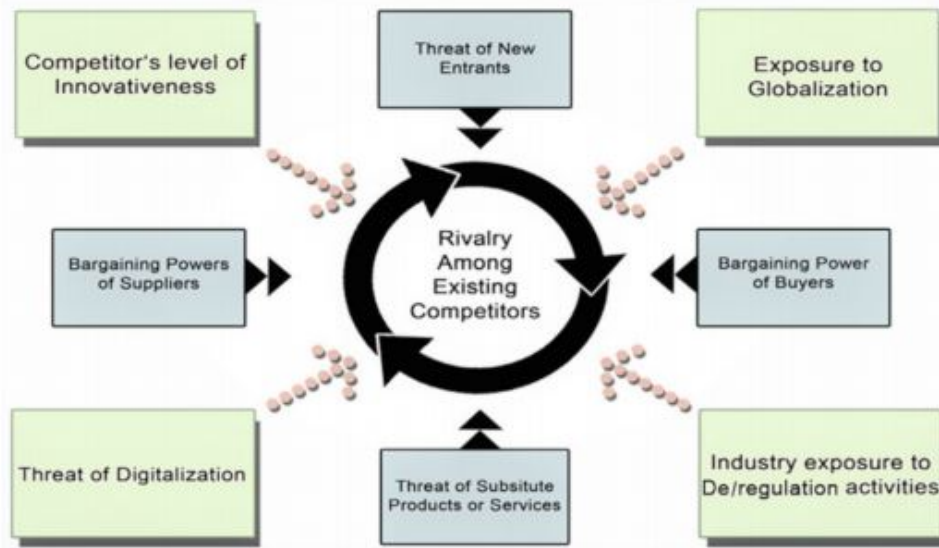 Competitor's level of
Innovativeness
Threat of New
Entrants
Exposure to
Globalization
Bargaining Powers
of Suppliers
Rivalry
Among
Existing
Competitors
Bargaining Power
of Buyers
Threat of Digitalization
Threat of Subsitute
Products or Services
Industry exposure to
De/regulation activities